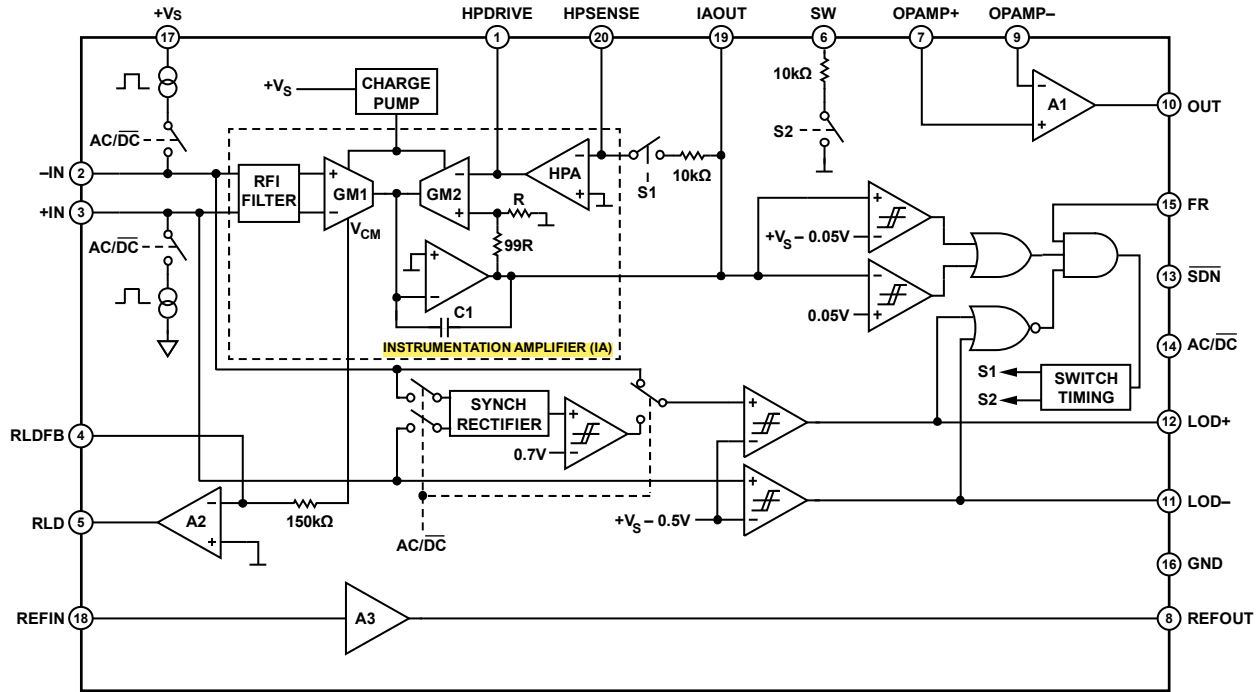 +VS
HPDRIVE
HPSENSE
IAOUT
SW
OPAMP+
OPAMP–
17
1
20
19
6
7
9
+VS
CHARGE
PUMP
10kΩ
–
A1
+
10
OUT
AC/DC
S2
–IN
2
RFI
FILTER
+
GM1
–
VCM
–
GM2
+
–
HPA
+
S1
10kΩ
R
99R
+IN
3
AC/DC
+
–
+VS – 0.05V
15
FR
+
–
C1
INSTRUMENTATION AMPLIFIER (IA)
–
+
0.05V
13
SDN
14
AC/DC
S1
S2
SWITCH
TIMING
SYNCH
RECTIFIER
+
–
0.7V
+
–
12
LOD+
RLDFB
4
+
–
+VS – 0.5V
11
LOD–
RLD
5
A2
–
+
150kΩ
AC/DC
16
GND
REFIN
18
A3
8
REFOUT